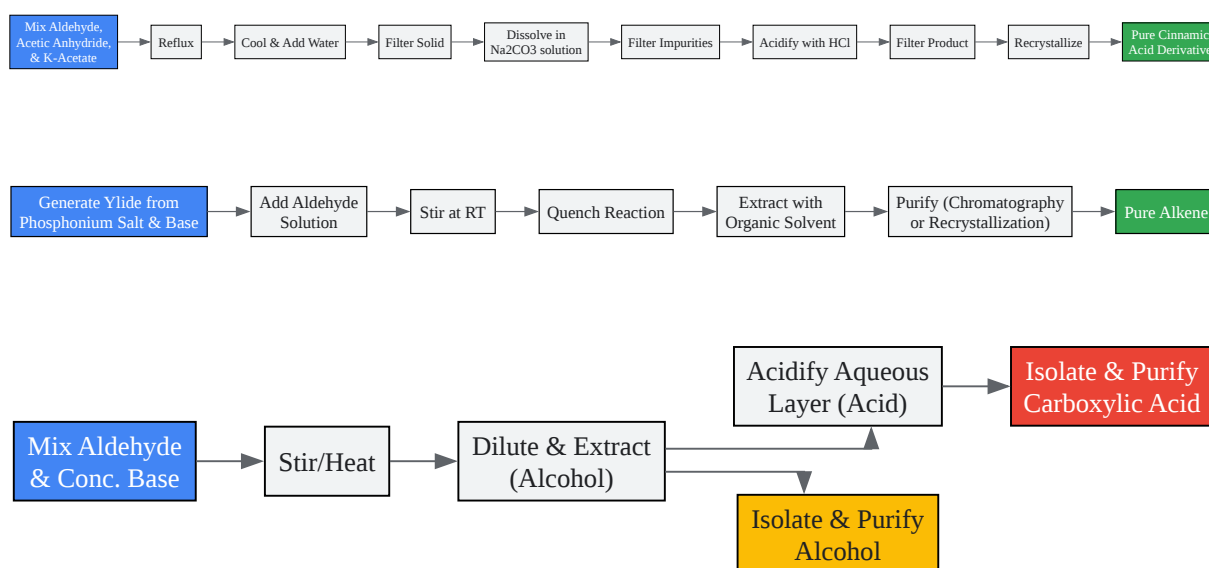 Mix Aldehyde,
Acetic Anhydride,
& K-Acetate
Reflux
Cool & Add Water
Filter Solid
Dissolve in
Na2CO3 solution
Filter Impurities
Acidify with HCl
Filter Product
Recrystallize
Pure Cinnamic
Acid Derivative
Generate Ylide from
Phosphonium Salt & Base
Add Aldehyde
Solution
Stir at RT
Quench Reaction
Extract with
Organic Solvent
Purify (Chromatography
or Recrystallization)
Pure Alkene
Mix Aldehyde
& Conc. Base
Stir/Heat
Dilute & Extract
(Alcohol)
Acidify Aqueous
Layer (Acid)
Isolate & Purify
Carboxylic Acid
Isolate & Purify
Alcohol